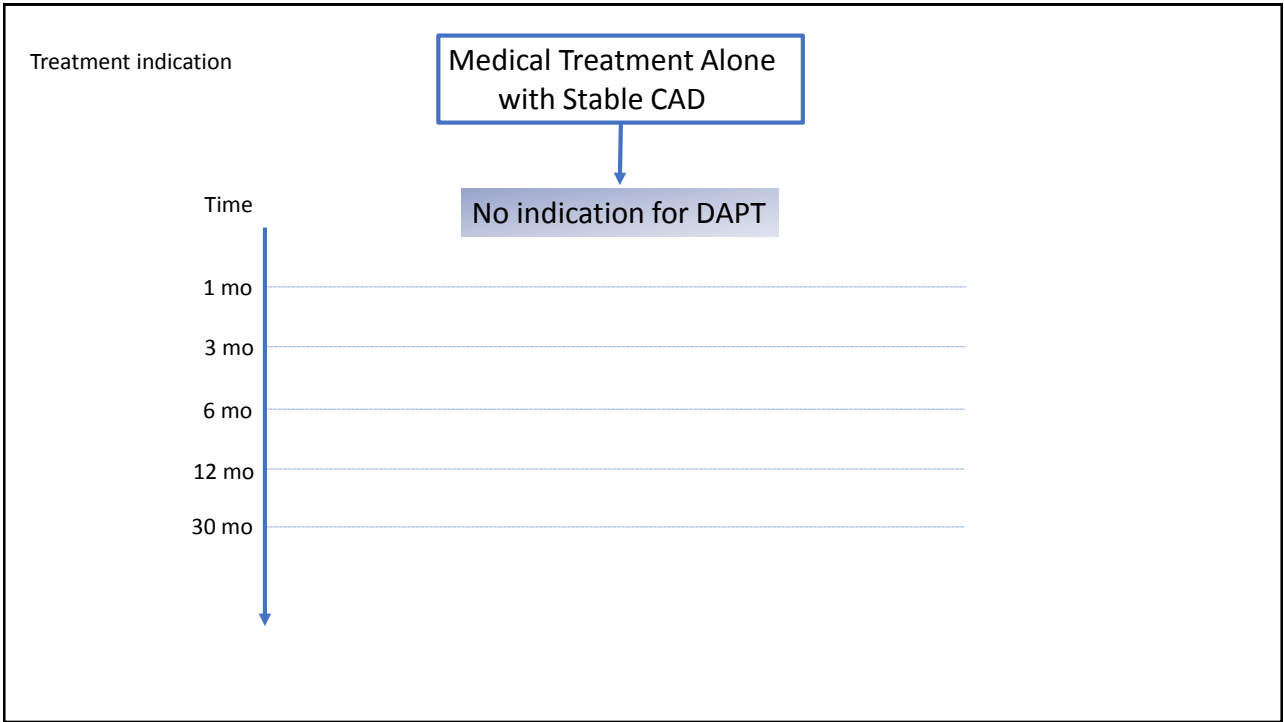 Treatment indication
Medical Treatment Alone
with Stable CAD
Time
No indication for DAPT
1 mo
3 mo
6 mo
12 mo
30 mo